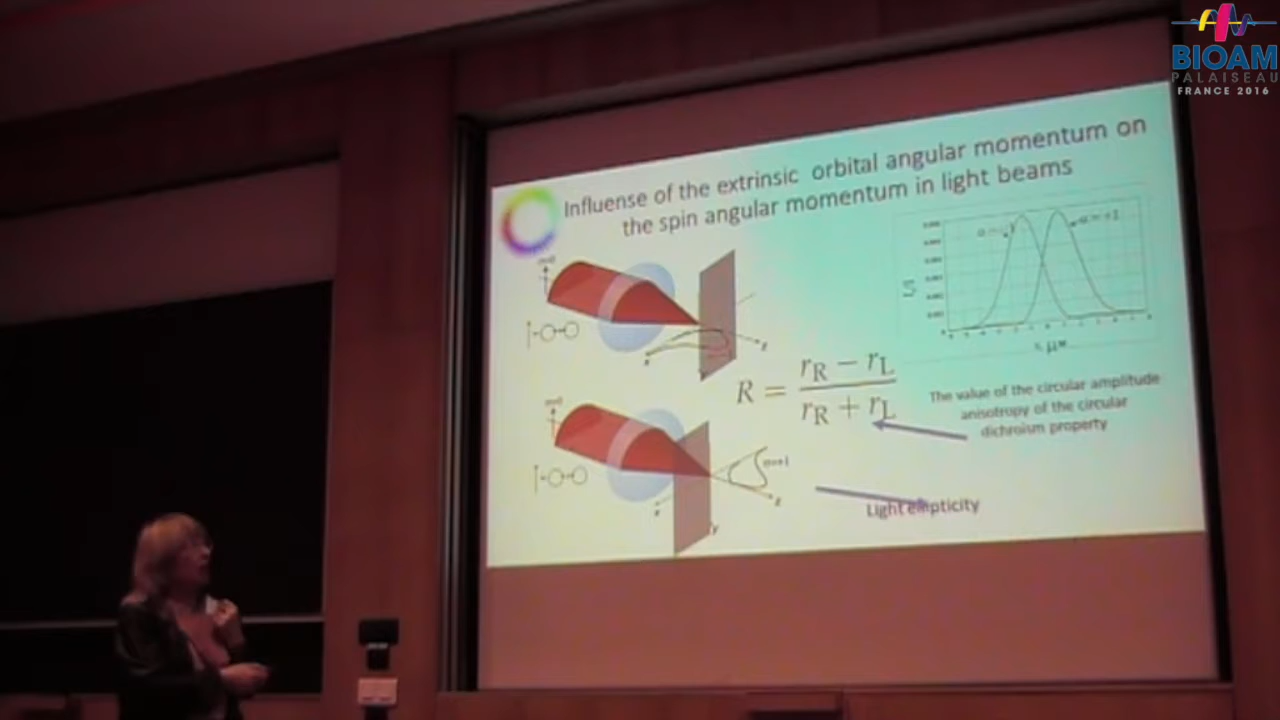 BIOAM
PALAISEAU
FRANCE 2016
Influense of the extrinsic orbital angular momentum on
the spin angular momentum in light beams
R = (r_R − r_L) / (r_R + r_L)
The value of the circular amplitude
anisotropy of the circular
dichroism property
Light ellipticity